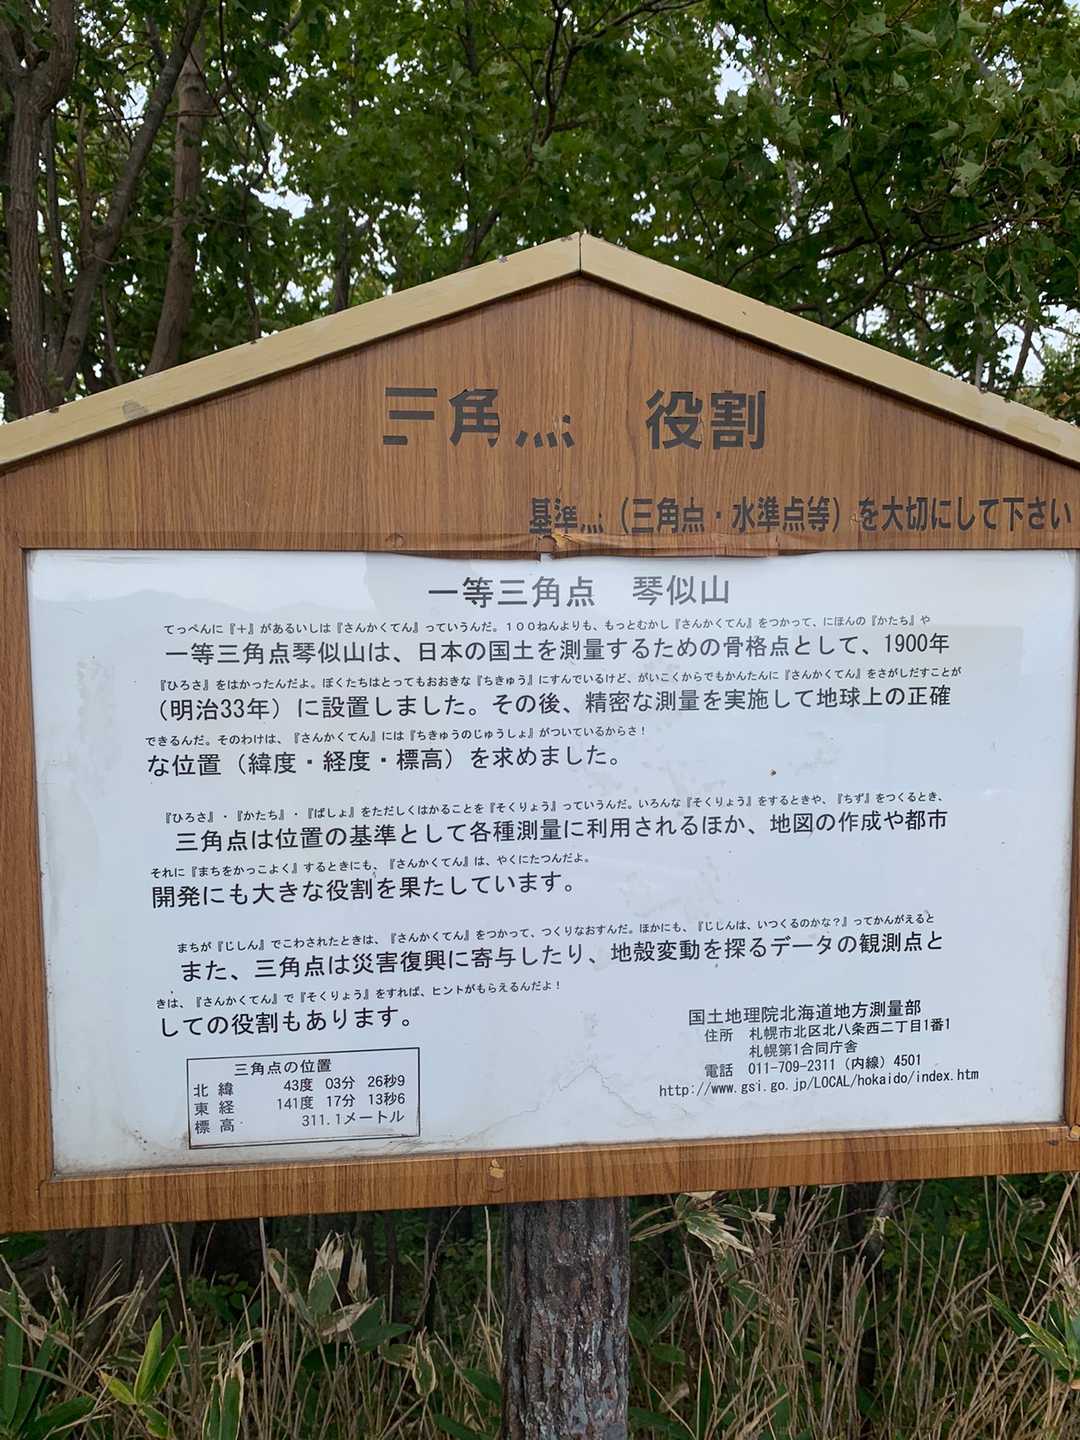 三角点 役割
基準点（三角点・水準点等）を大切にして下さい
一等三角点 琴似山
てっぺんに『＋』があるいしは『さんかくてん』っていうんだ。１００ねんよりも、もっとむかし『さんかくてん』をつかって、にほんの『かたち』や
一等三角点琴似山は、日本の国土を測量するための骨格点として、1900年
『ひろさ』をはかったんだよ。ぼくたちはとってもおおきな『ちきゅう』にすんでいるけど、がいこくからでもかんたんに『さんかくてん』をさがしだすことが
（明治33年）に設置しました。その後、精密な測量を実施して地球上の正確
できるんだ。そのわけは、『さんかくてん』には『ちきゅうのじゅうしょ』がついているからさ！
な位置（緯度・経度・標高）を求めました。
『ひろさ』・『かたち』・『ばしょ』をただしくはかることを『そくりょう』っていうんだ。いろんな『そくりょう』をするときや、『ちず』をつくるとき、
三角点は位置の基準として各種測量に利用されるほか、地図の作成や都市
それに『まちをかっこよく』するときにも、『さんかくてん』は、やくにたつんだよ。
開発にも大きな役割を果たしています。
まちが『じしん』でこわされたときは、『さんかくてん』をつかって、つくりなおすんだ。ほかにも、『じしんは、いつくるのかな？』ってかんがえると
また、三角点は災害復興に寄与したり、地殻変動を探るデータの観測点と
きは、『さんかくてん』で『そくりょう』をすれば、ヒントがもらえるんだよ！
しての役割もあります。
三角点の位置
北緯 43度 03分 26秒9
東経 141度 17分 13秒6
標高 311.1メートル
国土地理院北海道地方測量部
住所 札幌市北区北八条西二丁目1番1
札幌第1合同庁舎
電話 011-709-2311（内線）4501
http://www.gsi.go.jp/LOCAL/hokaido/index.htm